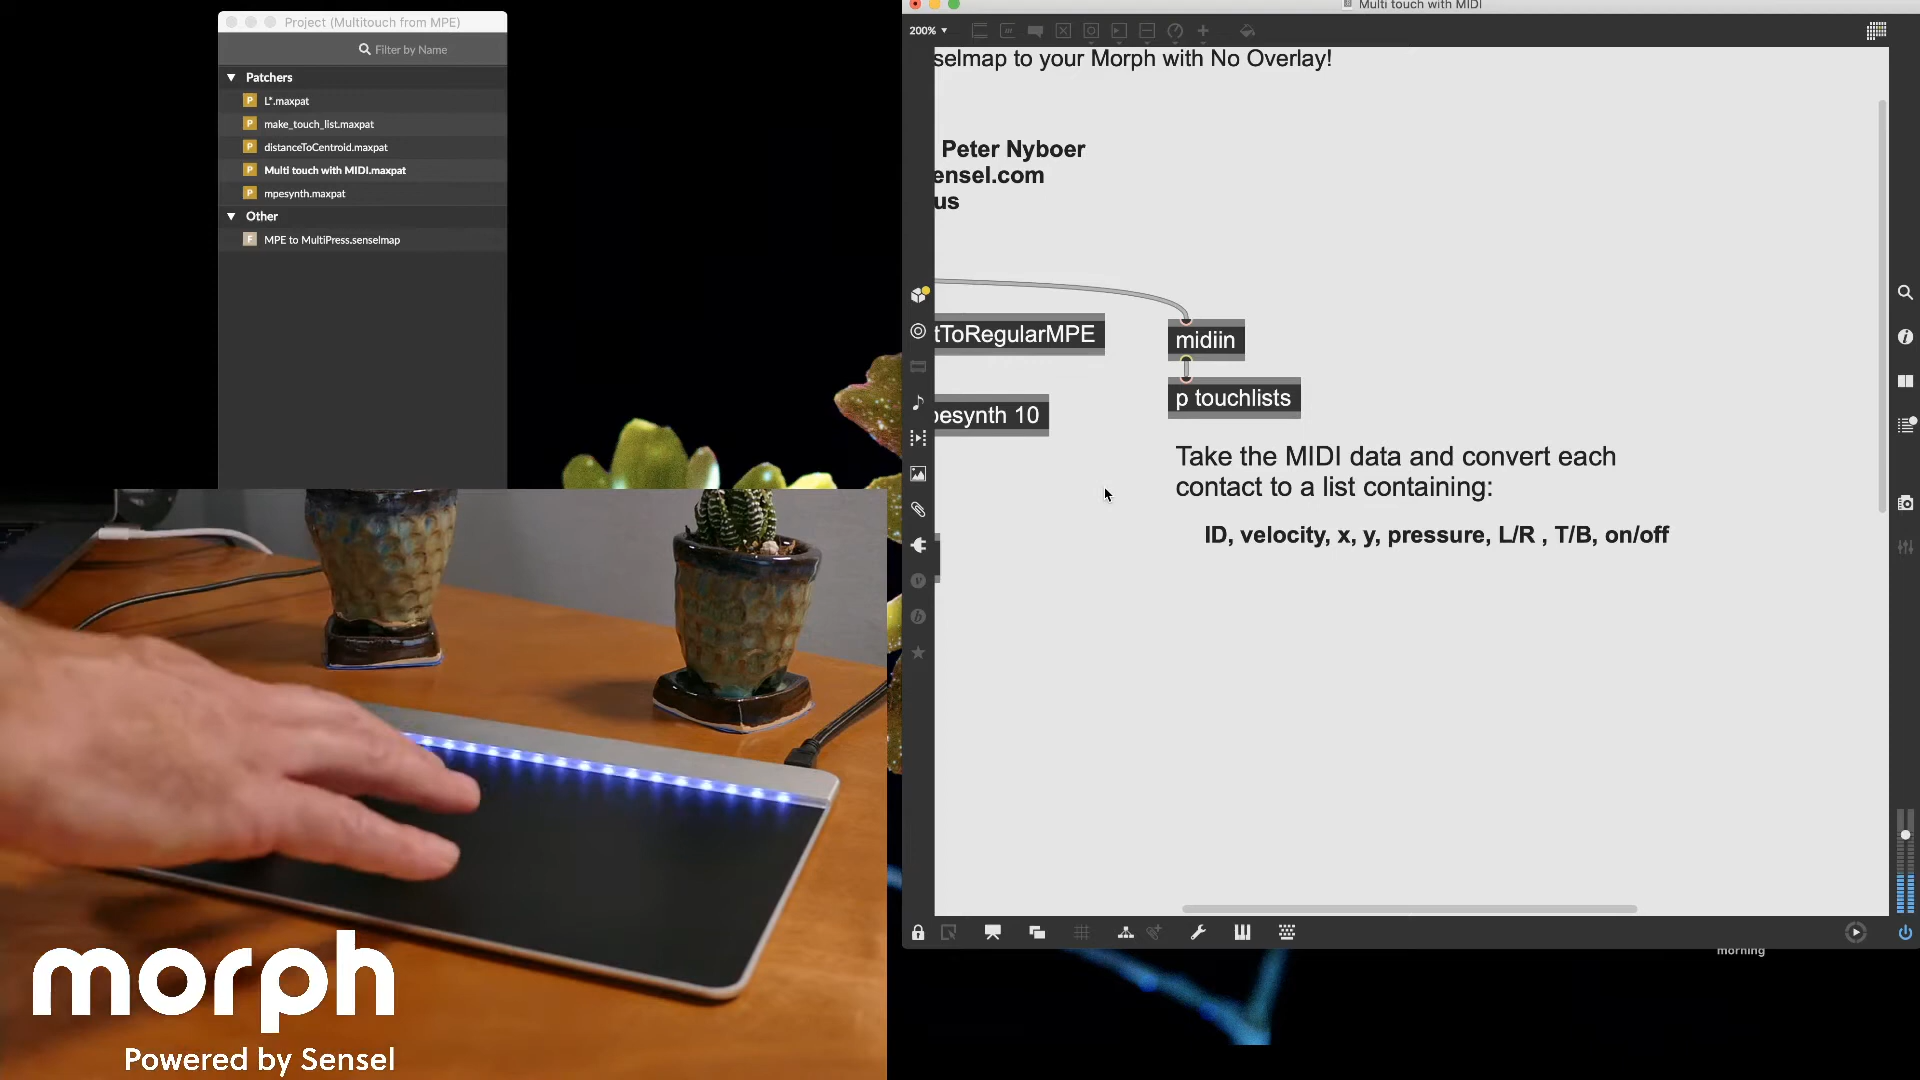 Project (Multitouch from MPE)
Filter by Name
Patchers
L*.maxpat
make_touch_list.maxpat
distanceToCentroid.maxpat
Multi touch with MIDI.maxpat
mpesynth.maxpat
Other
MPE to MultiPress.senselmap
Multi touch with MIDI
200%
selmap to your Morph with No Overlay!
Peter Nyboer
ensel.com
us
tToRegularMPE
midiin
pesynth 10
p touchlists
Take the MIDI data and convert each
contact to a list containing:
ID, velocity, x, y, pressure, L/R , T/B, on/off
morning
morph
Powered by Sensel